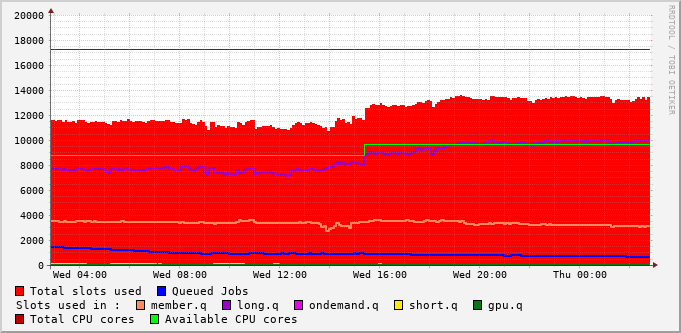 20000
18000
16000
14000
12000
10000
8000
6000
4000
2000
0
Wed 04:00 Wed 08:00 Wed 12:00 Wed 16:00 Wed 20:00 Thu 00:00
RRDTOOL / TOBI OETIKER
Total slots used Queued Jobs
Slots used in : member.q long.q ondemand.q short.q gpu.q
Total CPU cores Available CPU cores